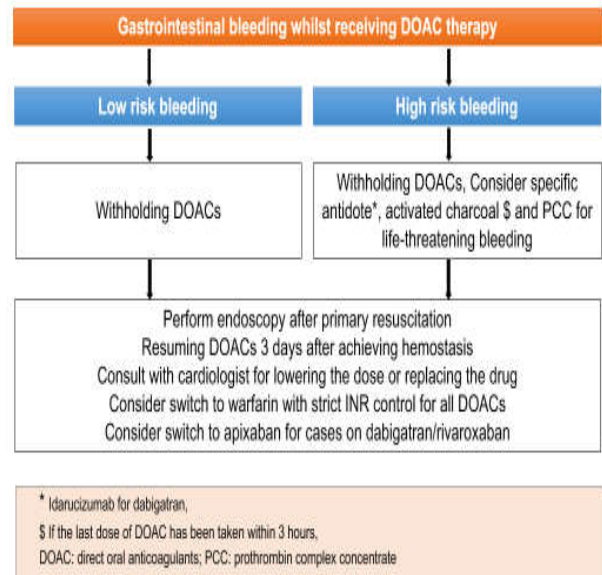 Gastrointestinal bleeding whilst receiving DOAC therapy
Low risk bleeding
High risk bleeding
Withholding DOACs
Withholding DOACs, Consider specific
antidote*, activated charcoal $ and PCC for
life-threatening bleeding
Perform endoscopy after primary resuscitation
Resuming DOACs 3 days after achieving hemostasis
Consult with cardiologist for lowering the dose or replacing the drug
Consider switch to warfarin with strict INR control for all DOACs
Consider switch to apixaban for cases on dabigatran/rivaroxaban
* Idarucizumab for dabigatran,
$ If the last dose of DOAC has been taken within 3 hours,
DOAC: direct oral anticoagulants; PCC: prothrombin complex concentrate